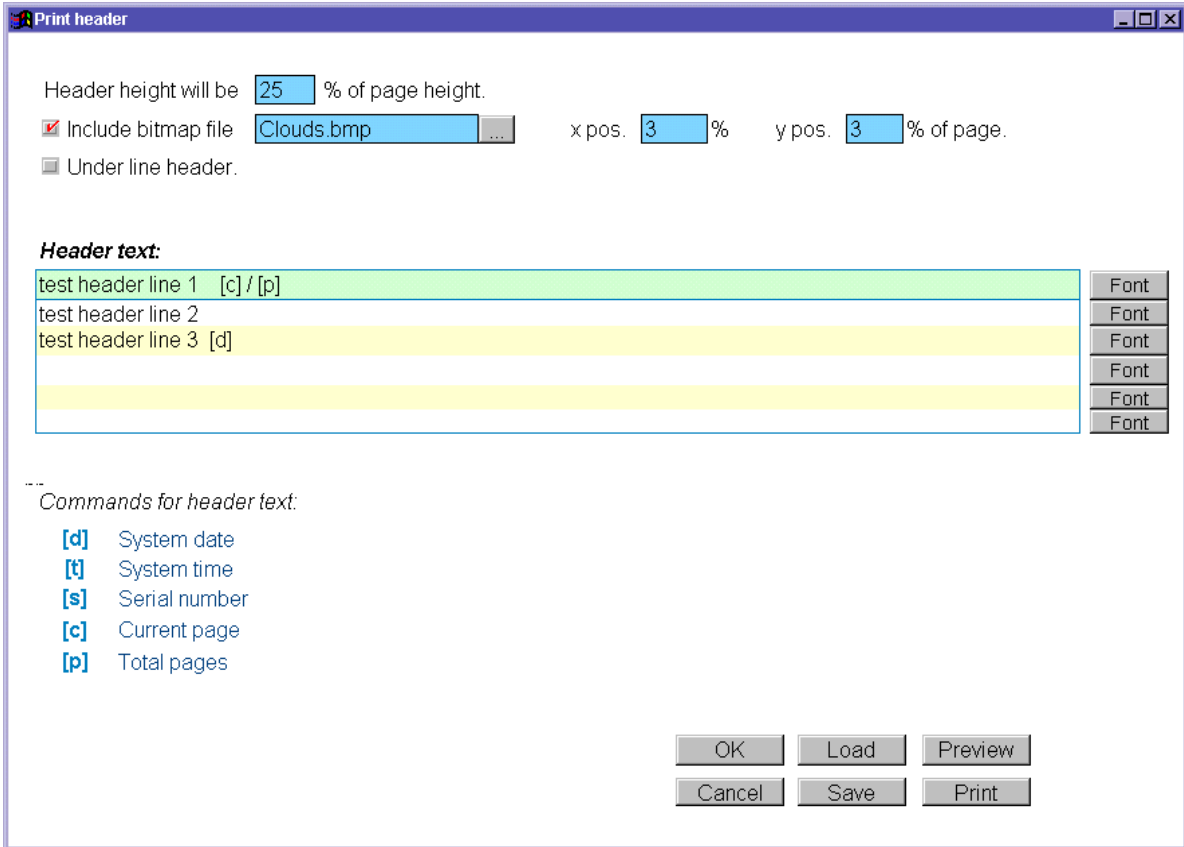 Print header
Header height will be 25 % of page height.
Include bitmap file Clouds.bmp ... x pos. 3 % y pos. 3 % of page.
Under line header.
Header text:
test header line 1 [c] / [p] Font
test header line 2 Font
test header line 3 [d] Font
Font
Font
Font
Commands for header text:
[d] System date
[t] System time
[s] Serial number
[c] Current page
[p] Total pages
OK Load Preview
Cancel Save Print